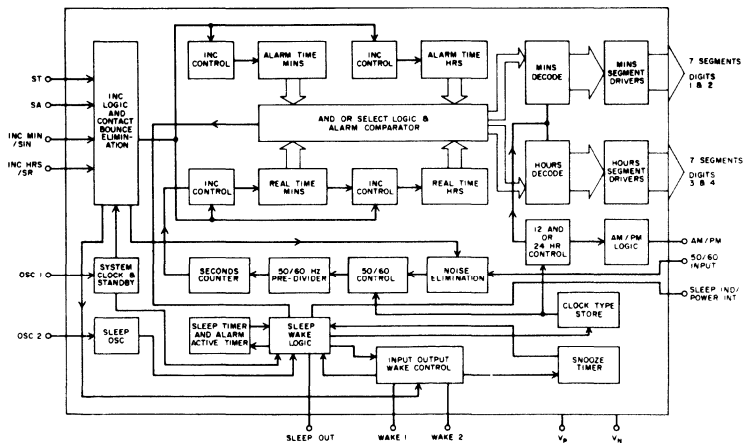 INC
CONTROL
ALARM TIME
MINS
INC
CONTROL
ALARM TIME
HRS
MINS
DECODE
MINS
SEGMENT
DRIVERS
7 SEGMENTS
DIGITS
1 & 2
ST
SA
INC MIN
/SIN
INC HRS
/SR
INC
LOGIC
AND
CONTACT
BOUNCE
ELIMIN-
ATION
AND OR SELECT LOGIC &
ALARM COMPARATOR
INC
CONTROL
REAL TIME
MINS
INC
CONTROL
REAL TIME
HRS
HOURS
DECODE
HOURS
SEGMENT
DRIVERS
7 SEGMENTS
DIGITS
3 & 4
12 AND
OR
24 HR
CONTROL
AM/PM
LOGIC
AM/PM
50/60
INPUT
SLEEP IND/
POWER INT
OSC 1
SYSTEM
CLOCK &
STANDBY
SECONDS
COUNTER
50/60 Hz
PRE-DIVIDER
50/60
CONTROL
NOISE
ELIMINATION
OSC 2
SLEEP
OSC
SLEEP TIMER
AND ALARM
ACTIVE TIMER
SLEEP
WAKE
LOGIC
CLOCK TYPE
STORE
INPUT OUTPUT
WAKE CONTROL
SNOOZE
TIMER
SLEEP OUT
WAKE 1
WAKE 2
VP
VN